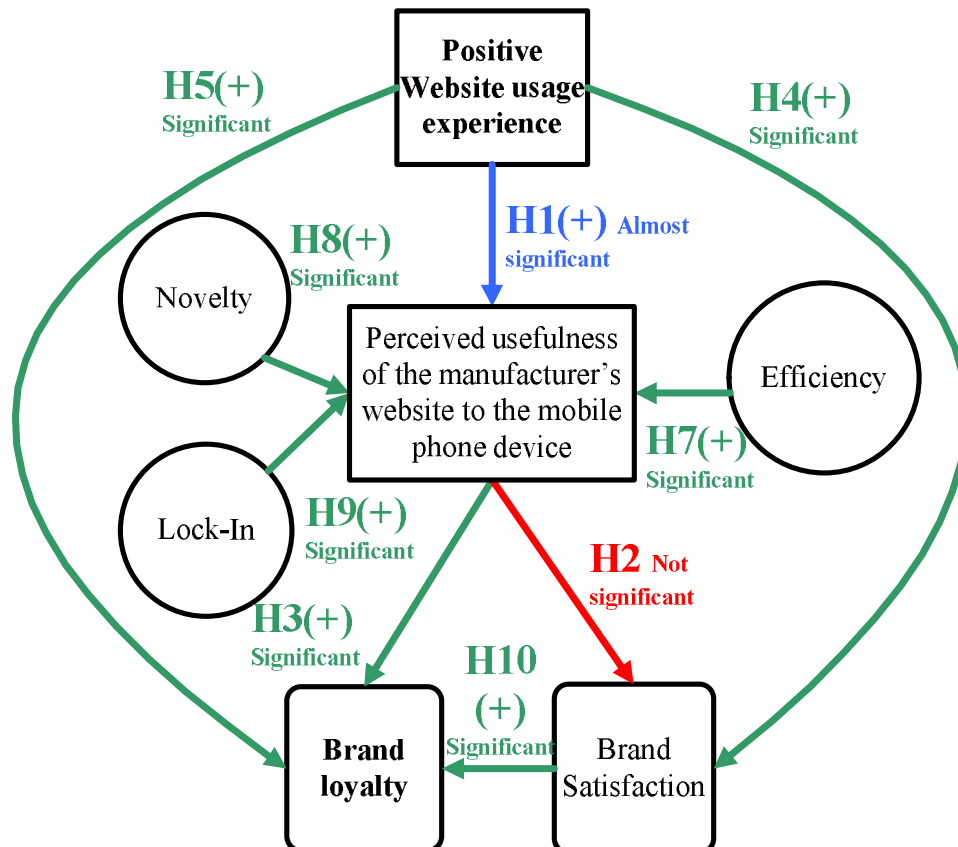 Positive
Website usage
experience
H5(+)
Significant
H4(+)
Significant
H1(+) Almost
significant
H8(+)
Significant
Novelty
Perceived usefulness
of the manufacturer's
website to the mobile
phone device
Efficiency
H7(+)
Significant
Lock-In
H9(+)
Significant
H2 Not
significant
H3(+)
Significant
H10
(+)
Significant
Brand
loyalty
Brand
Satisfaction